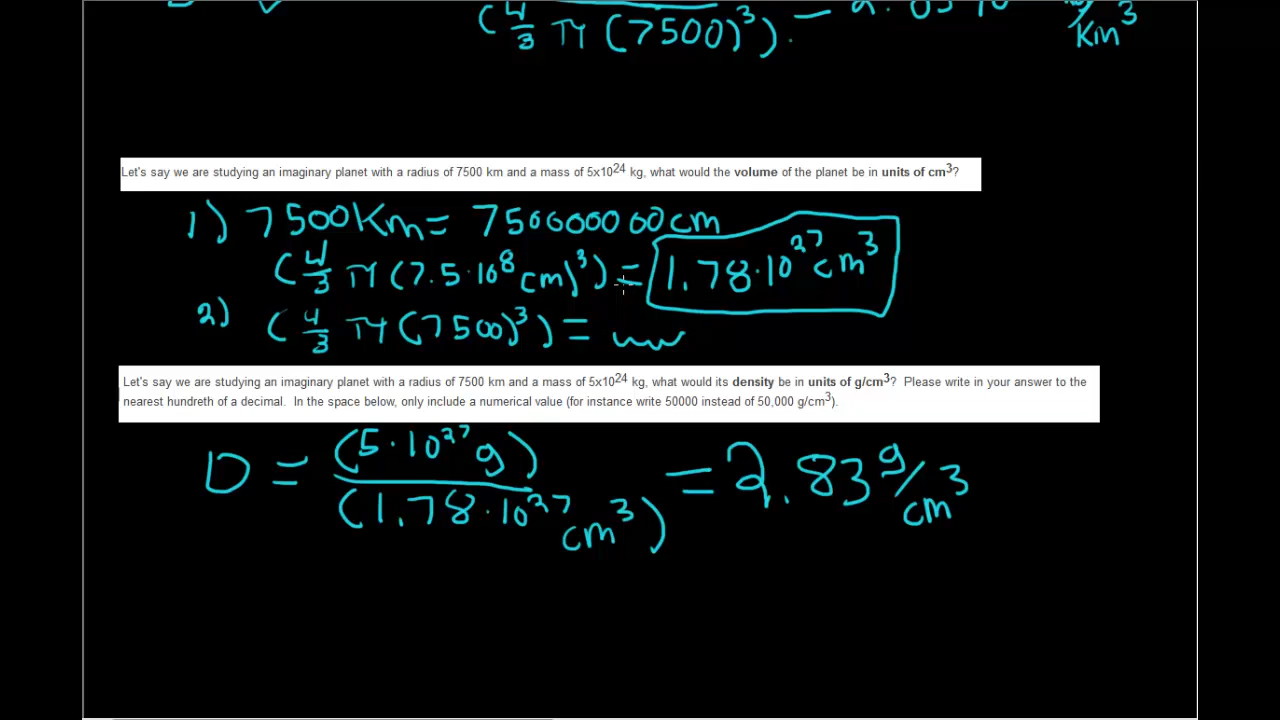 (4/3 π (7500)³).
Km³
Let's say we are studying an imaginary planet with a radius of 7500 km and a mass of 5x10²⁴ kg, what would the volume of the planet be in units of cm³?
1) 7500Km = 750000000cm
(4/3 π (7.5·10⁸ cm)³) = 1.78·10²⁷ cm³
2) (4/3 π (7500)³) =
Let's say we are studying an imaginary planet with a radius of 7500 km and a mass of 5x10²⁴ kg, what would its density be in units of g/cm³? Please write in your answer to the
nearest hundreth of a decimal. In the space below, only include a numerical value (for instance write 50000 instead of 50,000 g/cm³).
D = (5·10²⁷ g) / (1.78·10²⁷ cm³) = 2.83 g/cm³